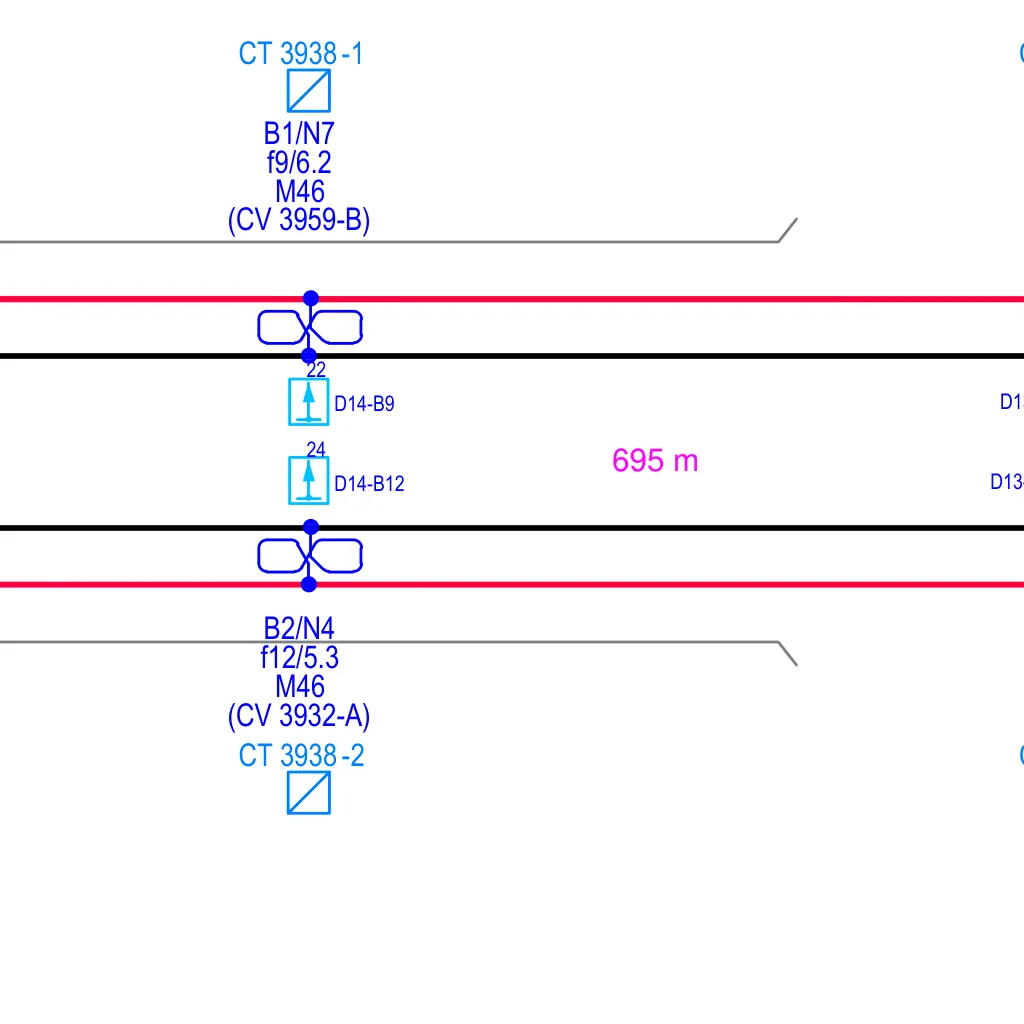 CT 3938-1
B1/N7
f9/6.2
M46
(CV 3959-B)
22
D14-B9
24
D14-B12
695 m
B2/N4
f12/5.3
M46
(CV 3932-A)
CT 3938-2